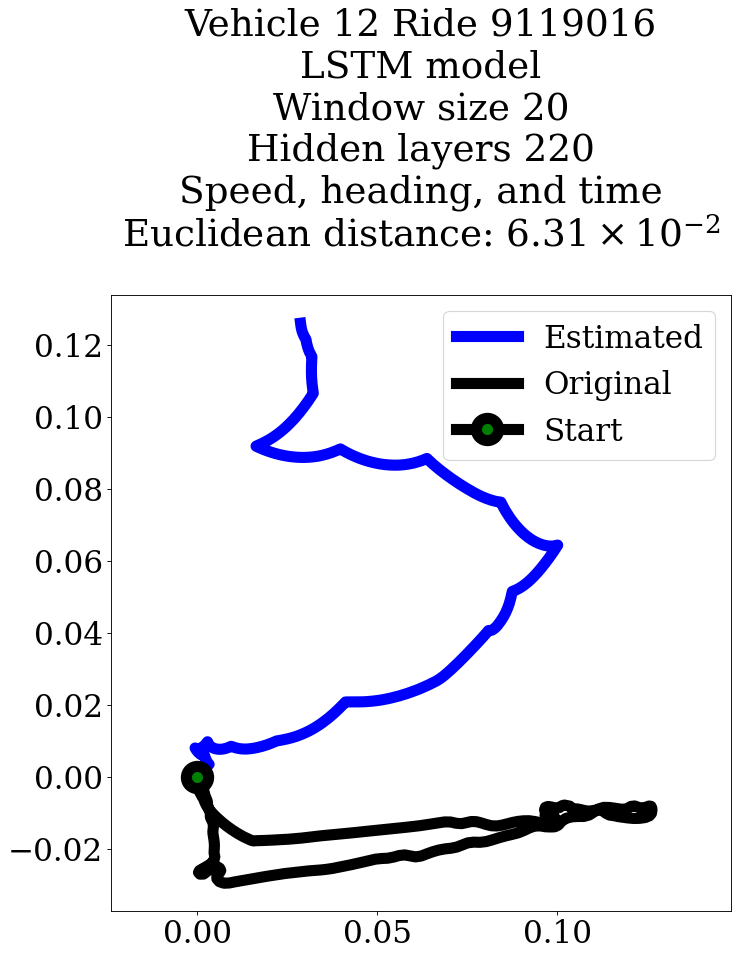 Vehicle 12 Ride 9119016
LSTM model
Window size 20
Hidden layers 220
Speed, heading, and time
Euclidean distance: 6.31 × 10⁻²
Estimated
Original
Start
0.12
0.10
0.08
0.06
0.04
0.02
0.00
−0.02
0.00 0.05 0.10